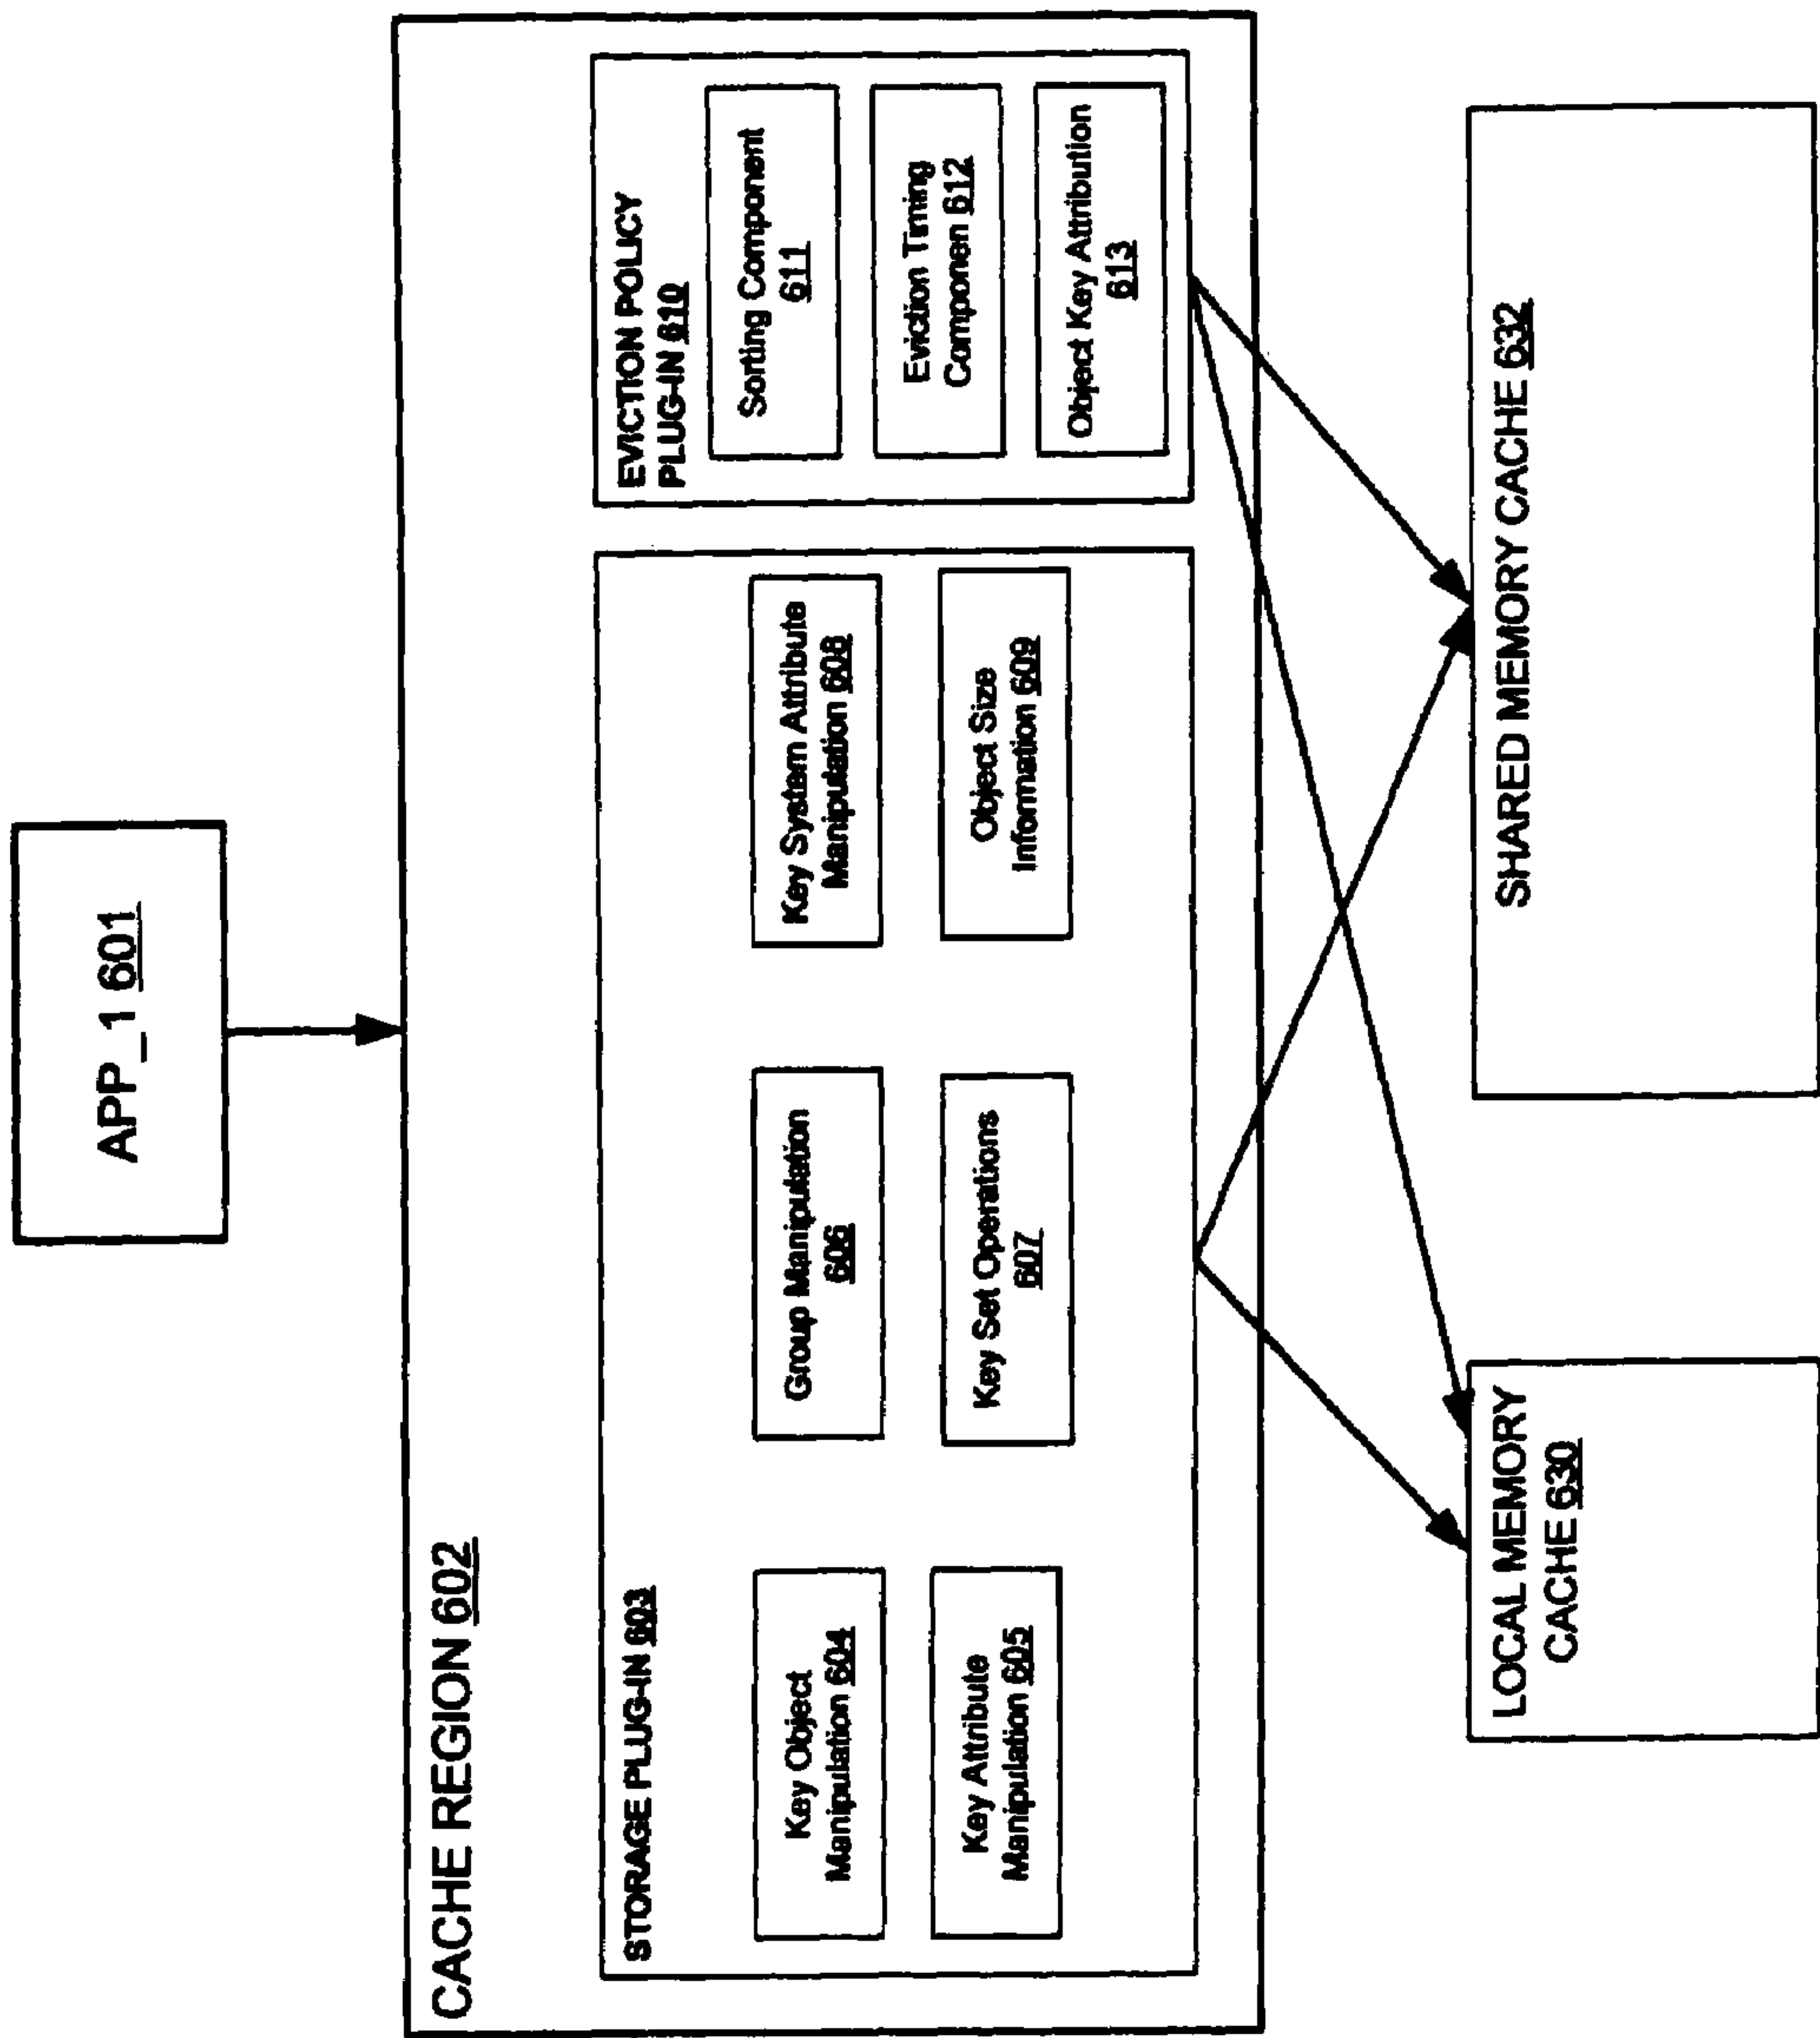 APP_1 601
CACHE REGION 602
STORAGE PLUG-IN 603
Key Object
Manipulation 604
Key Attribute
Manipulation 605
Group Manipulation
606
Key Set Operations
607
Key System Attribute
Manipulation 608
Object Size
Information 609
EVICTION POLICY
PLUG-IN 610
Sorting Component
611
Eviction Timing
Componen 612
Object Key Attribution
613
LOCAL MEMORY
CACHE 630
SHARED MEMORY CACHE 632